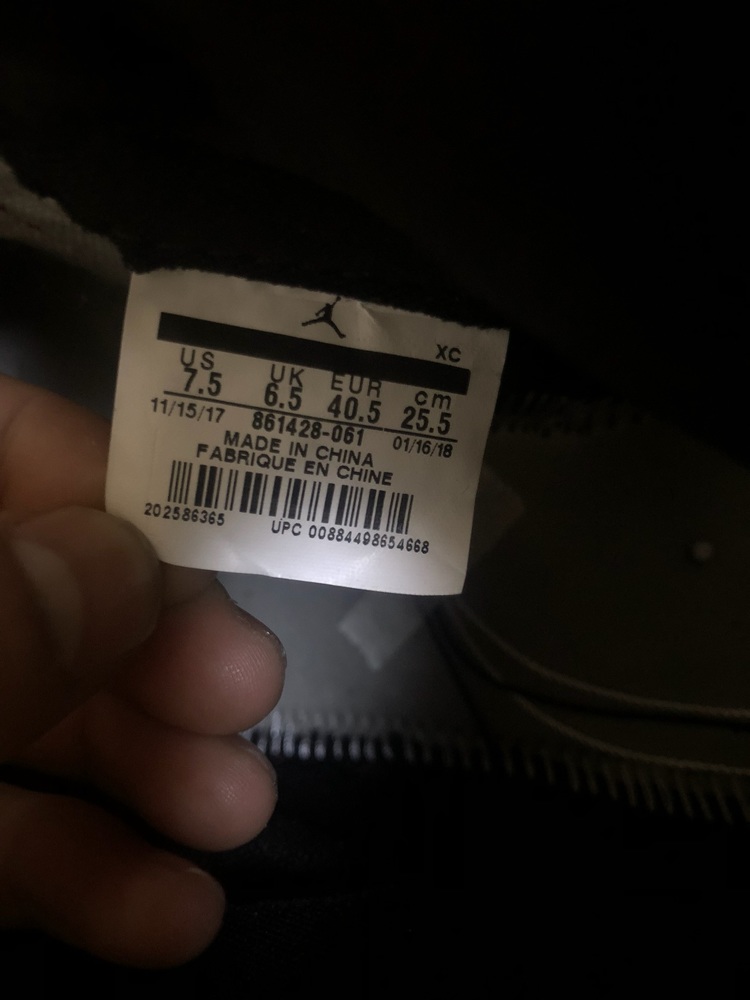 XC
US UK EUR cm
7.5 6.5 40.5 25.5
11/15/17 861428-061 01/16/18
MADE IN CHINA
FABRIQUE EN CHINE
202586365 UPC 00884498654668